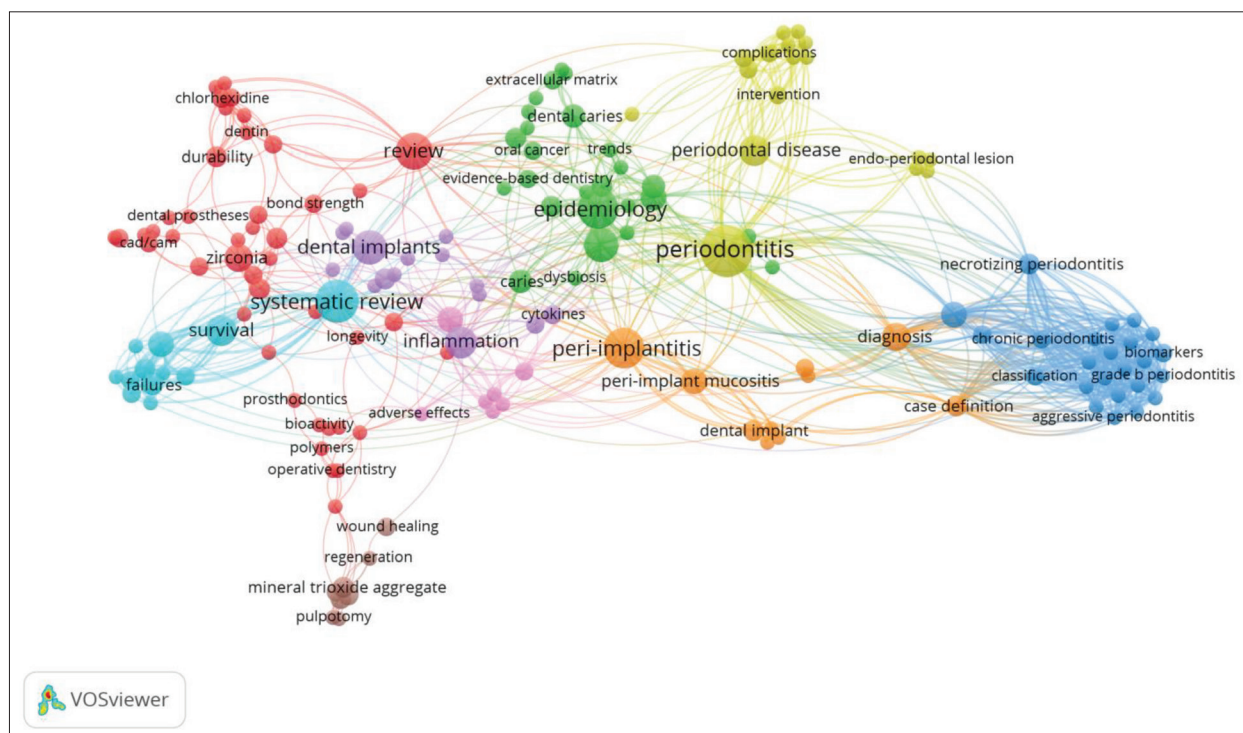 complications
extracellular matrix
chlorhexidine
intervention
dental caries
dentin
oral cancer
trends
review
periodontal disease
durability
endo-periodontal lesion
evidence-based dentistry
bond strength
epidemiology
dental prostheses
cad/cam
dental implants
periodontitis
zirconia
necrotizing periodontitis
caries
dysbiosis
systematic review
cytokines
survival
longevity
inflammation
diagnosis
chronic periodontitis
peri-implantitis
biomarkers
failures
peri-implant mucositis
classification
grade b periodontitis
prosthodontics
adverse effects
case definition
aggressive periodontitis
bioactivity
dental implant
polymers
operative dentistry
wound healing
regeneration
mineral trioxide aggregate
pulpotomy
VOSviewer